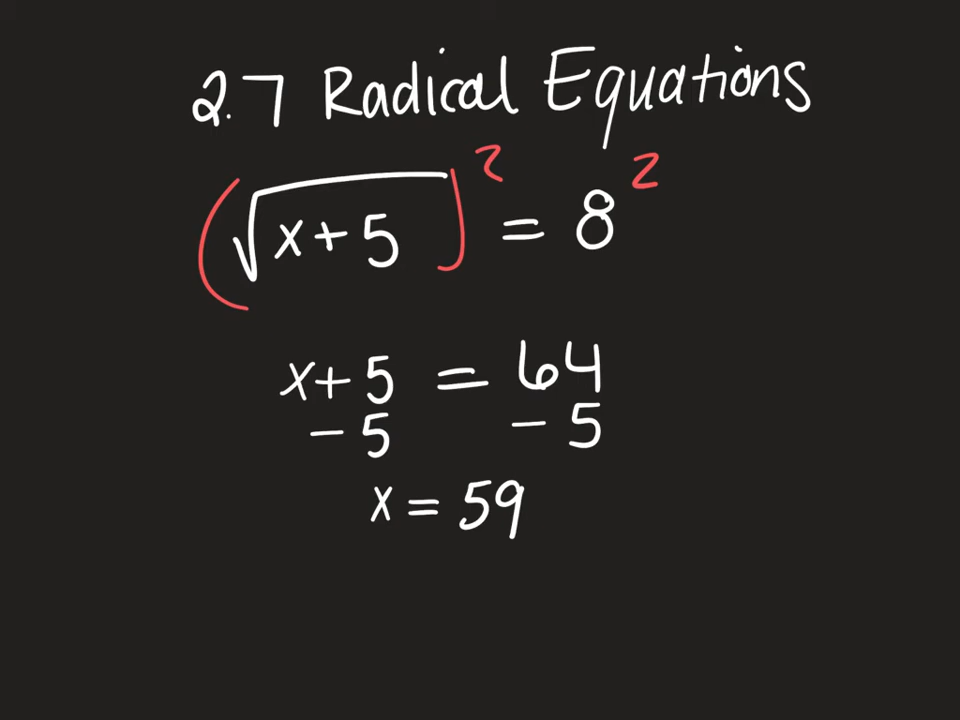 2.7 Radical Equations
(√x+5)² = 8²
x+5 = 64
-5 -5
x = 59